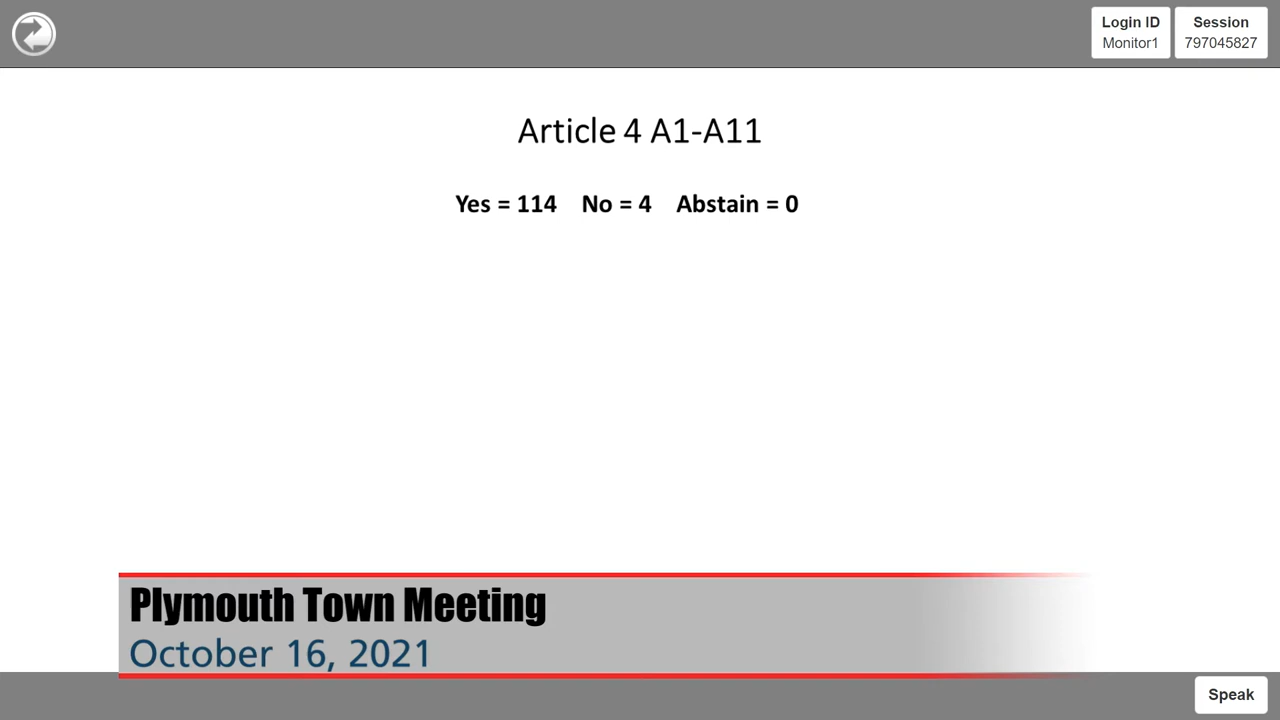 Login ID
Monitor1
Session
797045827
Article 4 A1-A11
Yes = 114 No = 4 Abstain = 0
Plymouth Town Meeting
October 16, 2021
Speak